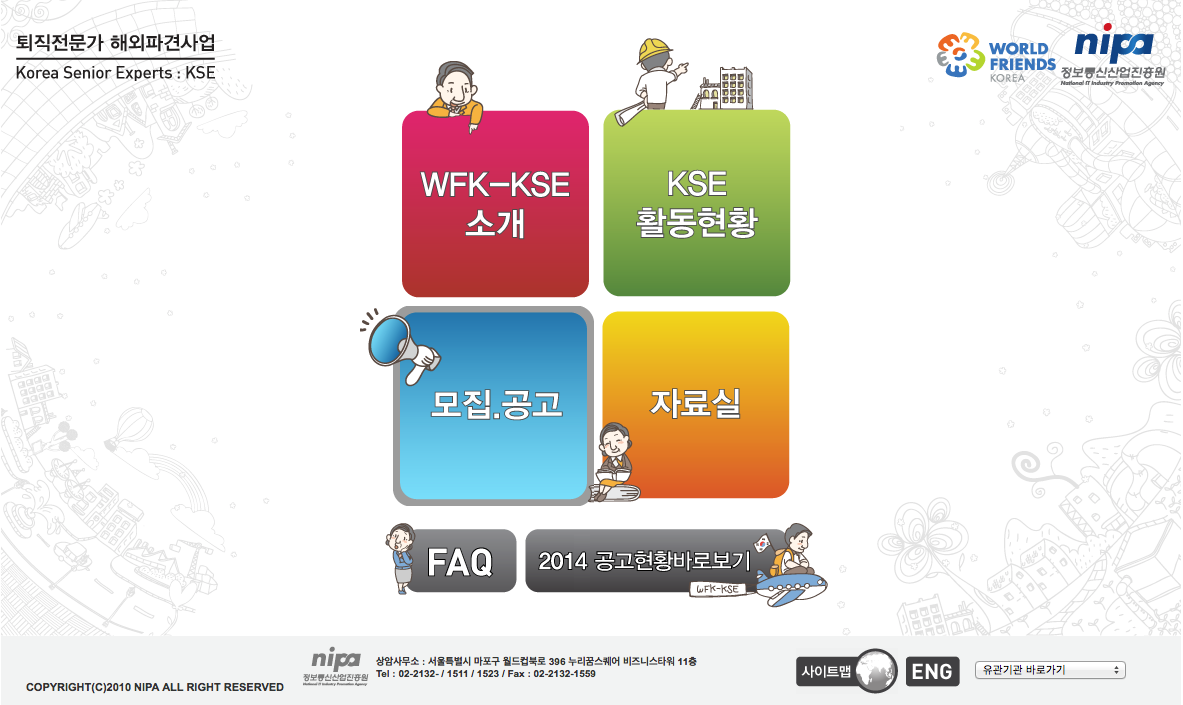 퇴직전문가 해외파견사업
Korea Senior Experts : KSE
WORLD
FRIENDS
KOREA
nipa
정보통신산업진흥원
National IT Industry Promotion Agency
WFK-KSE
소개
KSE
활동현황
모집.공고
자료실
FAQ
2014 공고현황바로보기
WFK-KSE
nipa
정보통신산업진흥원
National IT Industry Promotion Agency
상암사무소 : 서울특별시 마포구 월드컵북로 396 누리꿈스퀘어 비즈니스타워 11층
Tel : 02-2132- / 1511 / 1523 / Fax : 02-2132-1559
COPYRIGHT(C)2010 NIPA ALL RIGHT RESERVED
사이트맵
ENG
유관기관 바로가기